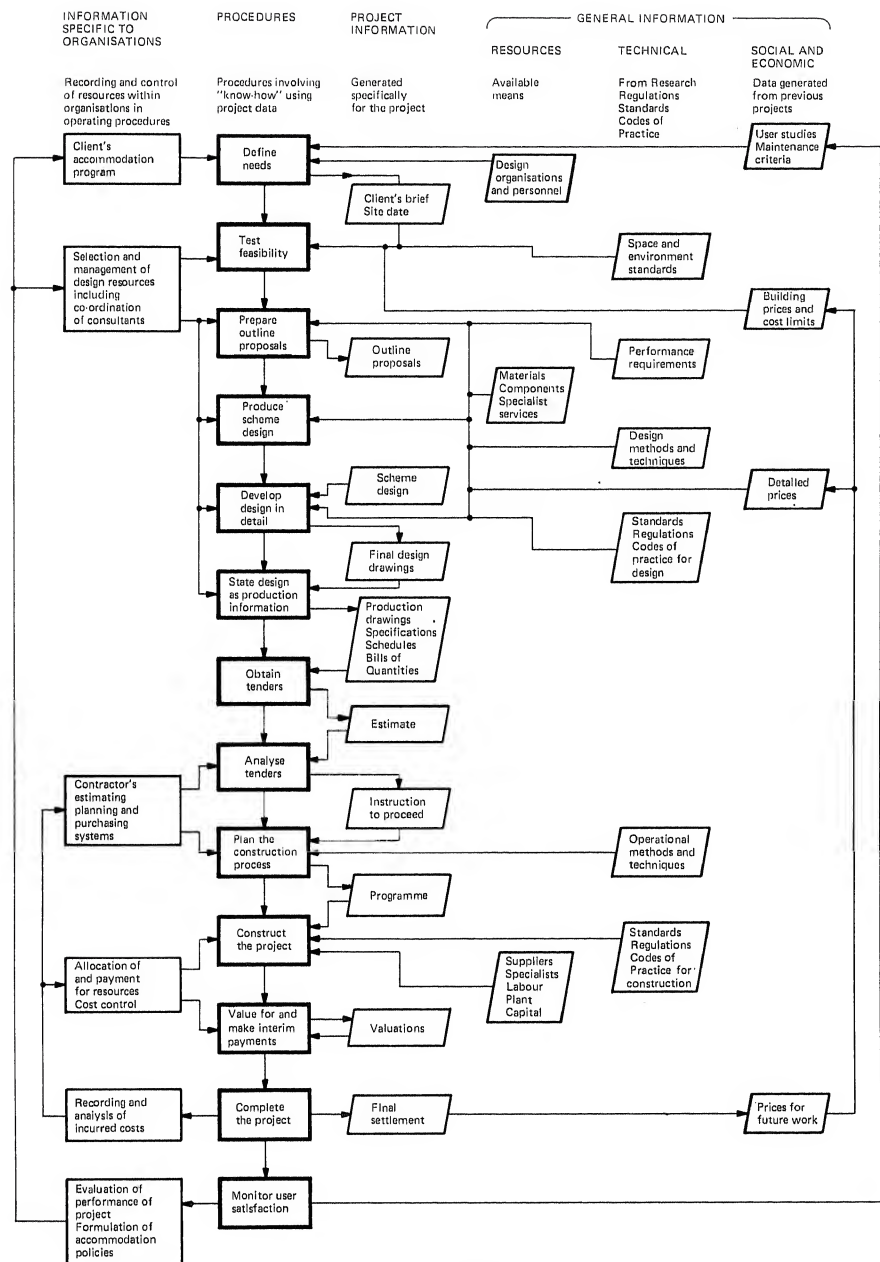 INFORMATION
SPECIFIC TO
ORGANISATIONS
PROCEDURES
PROJECT
INFORMATION
GENERAL INFORMATION
RESOURCES
TECHNICAL
SOCIAL AND
ECONOMIC
Recording and control
of resources within
organisations in
operating procedures
Procedures involving
"know-how" using
project data
Generated
specifically
for the project
Available
means
From Research
Regulations
Standards
Codes of
Practice
Data generated
from previous
projects
Client's
accommodation
program
Define
needs
Design
organisations
and personnel
User studies
Maintenance
criteria
Client's brief
Site date
Selection and
management of
design resources
including
co-ordination
of consultants
Test
feasibility
Space and
environment
standards
Building
prices and
cost limits
Prepare
outline
proposals
Outline
proposals
Performance
requirements
Materials
Components
Specialist
services
Produce
scheme
design
Design
methods and
techniques
Scheme
design
Detailed
prices
Develop
design in
detail
Final design
drawings
Standards
Regulations
Codes of
practice for
design
State design
as production
information
Production
drawings
Specifications
Schedules
Bills of
Quantities
Obtain
tenders
Estimate
Analyse
tenders
Contractor's
estimating
planning and
purchasing
systems
Instruction
to proceed
Plan the
construction
process
Operational
methods and
techniques
Programme
Construct
the project
Standards
Regulations
Codes of
Practice for
construction
Suppliers
Specialists
Labour
Plant
Capital
Allocation of
and payment
for resources
Cost control
Value for and
make interim
payments
Valuations
Recording and
analysis of
incurred costs
Complete
the project
Final
settlement
Prices for
future work
Evaluation of
performance of
project
Formulation of
accommodation
policies
Monitor user
satisfaction